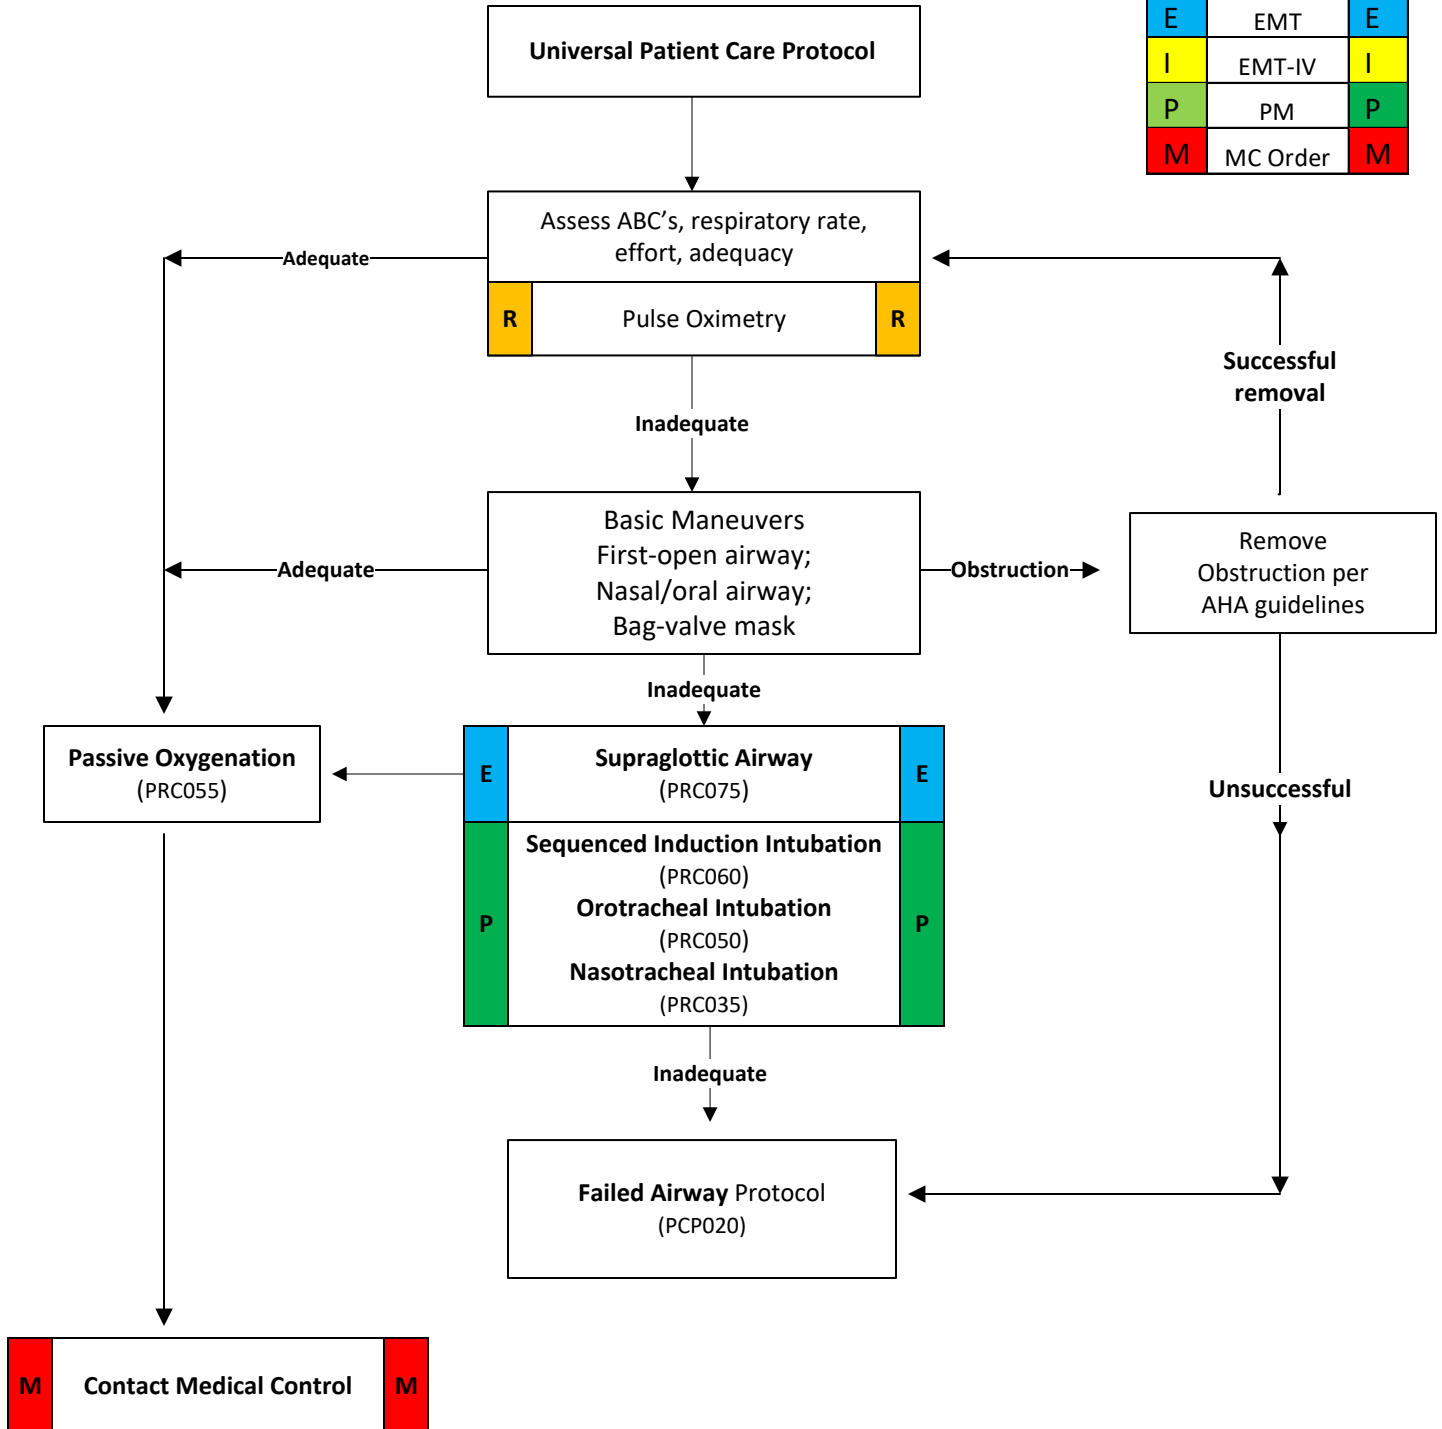 Universal Patient Care Protocol
E EMT E
I EMT-IV I
P PM P
M MC Order M
Assess ABC's, respiratory rate,
effort, adequacy
Adequate
R Pulse Oximetry R
Successful
removal
Inadequate
Basic Maneuvers
First-open airway;
Nasal/oral airway;
Bag-valve mask
Adequate
Obstruction
Remove
Obstruction per
AHA guidelines
Inadequate
Passive Oxygenation
(PRC055)
E Supraglottic Airway E
(PRC075)
Unsuccessful
Sequenced Induction Intubation
(PRC060)
Orotracheal Intubation
P P
(PRC050)
Nasotracheal Intubation
(PRC035)
Inadequate
Failed Airway Protocol
(PCP020)
M Contact Medical Control M